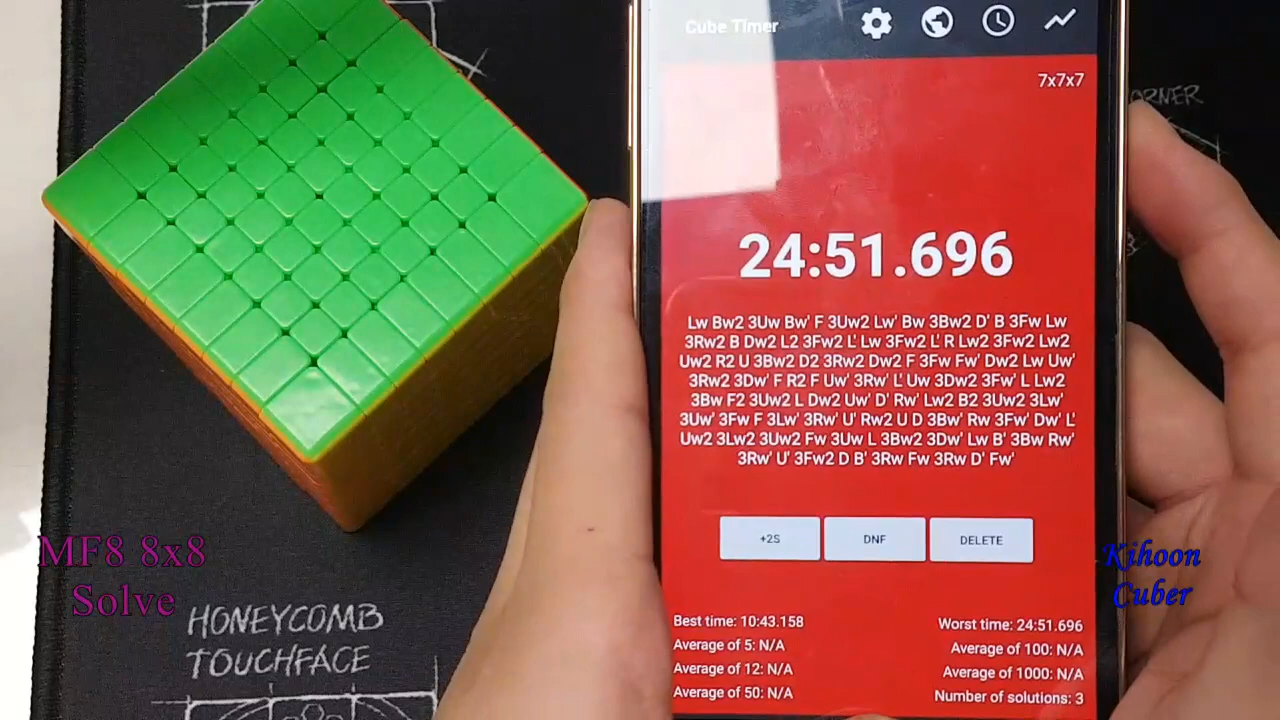 Cube Timer
7x7x7
ORNER
24:51.696
Lw Bw2 3Uw Bw' F 3Uw2 Lw' Bw 3Bw2 D' B 3Fw Lw
3Rw2 B Dw2 L2 3Fw2 L' Lw 3Fw2 L' R Lw2 3Fw2 Lw2
Uw2 R2 U 3Bw2 D2 3Rw2 Dw2 F 3Fw Fw' Dw2 Lw Uw'
3Rw2 3Dw' F R2 F Uw' 3Rw' L' Uw 3Dw2 3Fw' L Lw2
3Bw F2 3Uw2 L Dw2 Uw' D' Rw' Lw2 B2 3Uw2 3Lw'
3Uw' 3Fw F 3Lw' 3Rw' U' Rw2 U D 3Bw' Rw 3Fw' Dw' L'
Uw2 3Lw2 3Uw2 Fw 3Uw L 3Bw2 3Dw' Lw B' 3Bw Rw'
3Rw' U' 3Fw2 D B' 3Rw Fw 3Rw D' Fw'
+2S
DNF
DELETE
MF8 8x8
Solve
Kihoon
Cuber
HONEYCOMB
TOUCHFACE
Best time: 10:43.158
Worst time: 24:51.696
Average of 5: N/A
Average of 100: N/A
Average of 12: N/A
Average of 1000: N/A
Average of 50: N/A
Number of solutions: 3